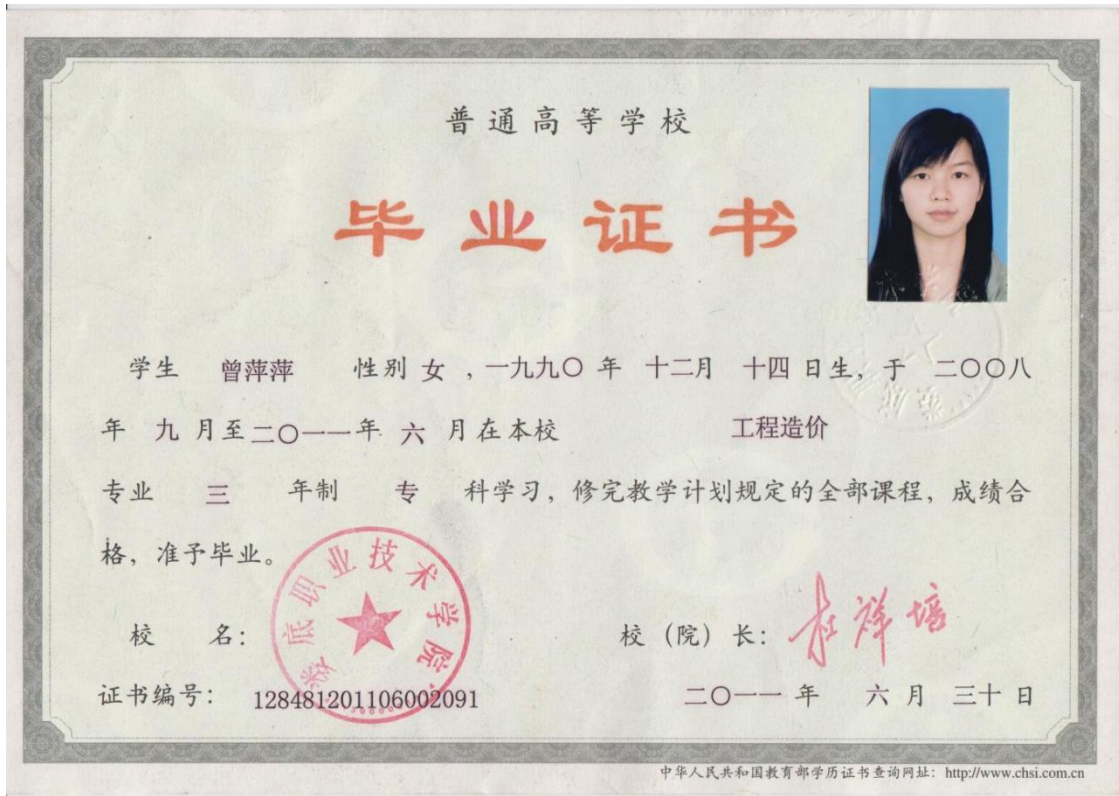 普通高等学校
毕业证书
学生 曾萍萍 性别 女 , 一九九〇 年 十二月 十四 日生, 于 二〇〇八
年 九 月至二〇一一年 六 月在本校 工程造价
专业 三 年制 专 科学习, 修完教学计划规定的全部课程, 成绩合
格, 准予毕业。
娄底职业技术学院
校 名: 校 (院) 长: 杜祥培
证书编号: 128481201106002091 二〇一一 年 六 月 三十 日
中华人民共和国教育部学历证书查询网址: http://www.chsi.com.cn